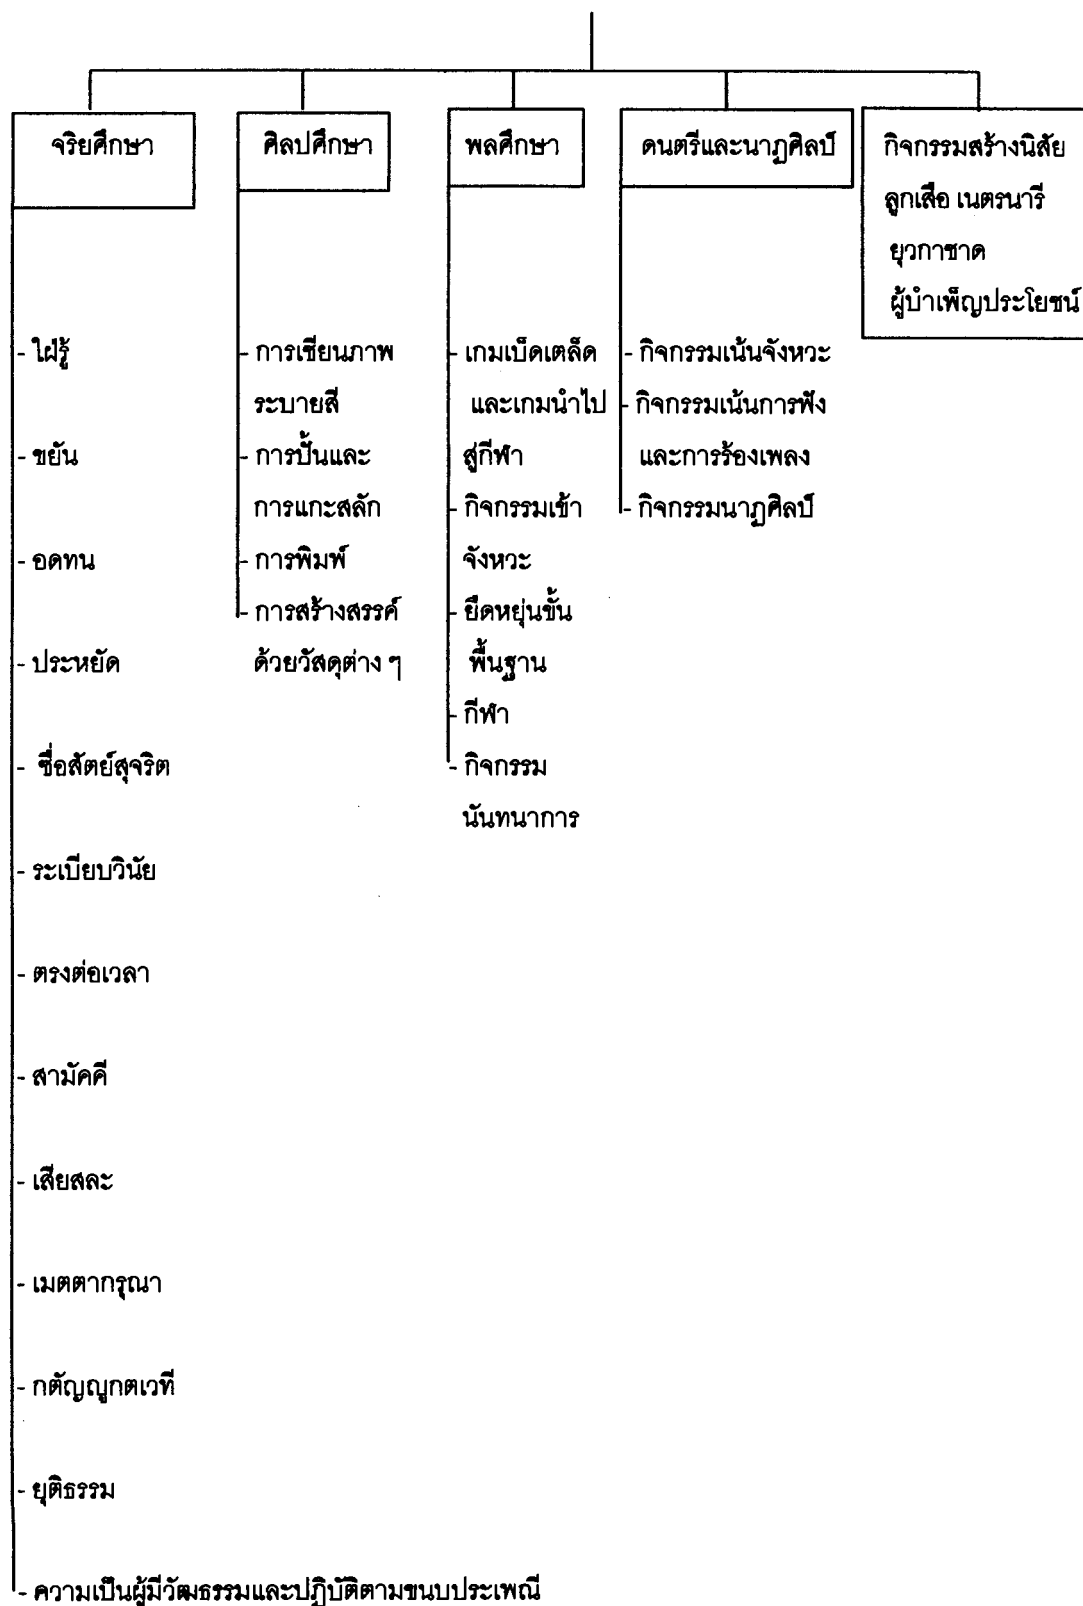 จริยศึกษา
- ใฝ่รู้
- ขยัน
- อดทน
- ประหยัด
- ซื่อสัตย์สุจริต
- ระเบียบวินัย
- ตรงต่อเวลา
- สามัคคี
- เสียสละ
- เมตตากรุณา
- กตัญญูกตเวที
- ยุติธรรม
- ความเป็นผู้มีวัฒธรรมและปฏิบัติตามขนบประเพณี
ศิลปศึกษา
- การเขียนภาพ
ระบายสี
- การปั้นและ
การแกะสลัก
- การพิมพ์
- การสร้างสรรค์
ด้วยวัสดุต่าง ๆ
พลศึกษา
- เกมเบ็ดเตล็ด
และเกมนำไป
สู่กีฬา
- กิจกรรมเข้า
จังหวะ
- ยืดหยุ่นขั้น
พื้นฐาน
- กีฬา
- กิจกรรม
นันทนาการ
ดนตรีและนาฏศิลป์
- กิจกรรมเน้นจังหวะ
- กิจกรรมเน้นการฟัง
และการร้องเพลง
- กิจกรรมนาฏศิลป์
กิจกรรมสร้างนิสัย
ลูกเสือ เนตรนารี
ยุวกาชาด
ผู้บำเพ็ญประโยชน์